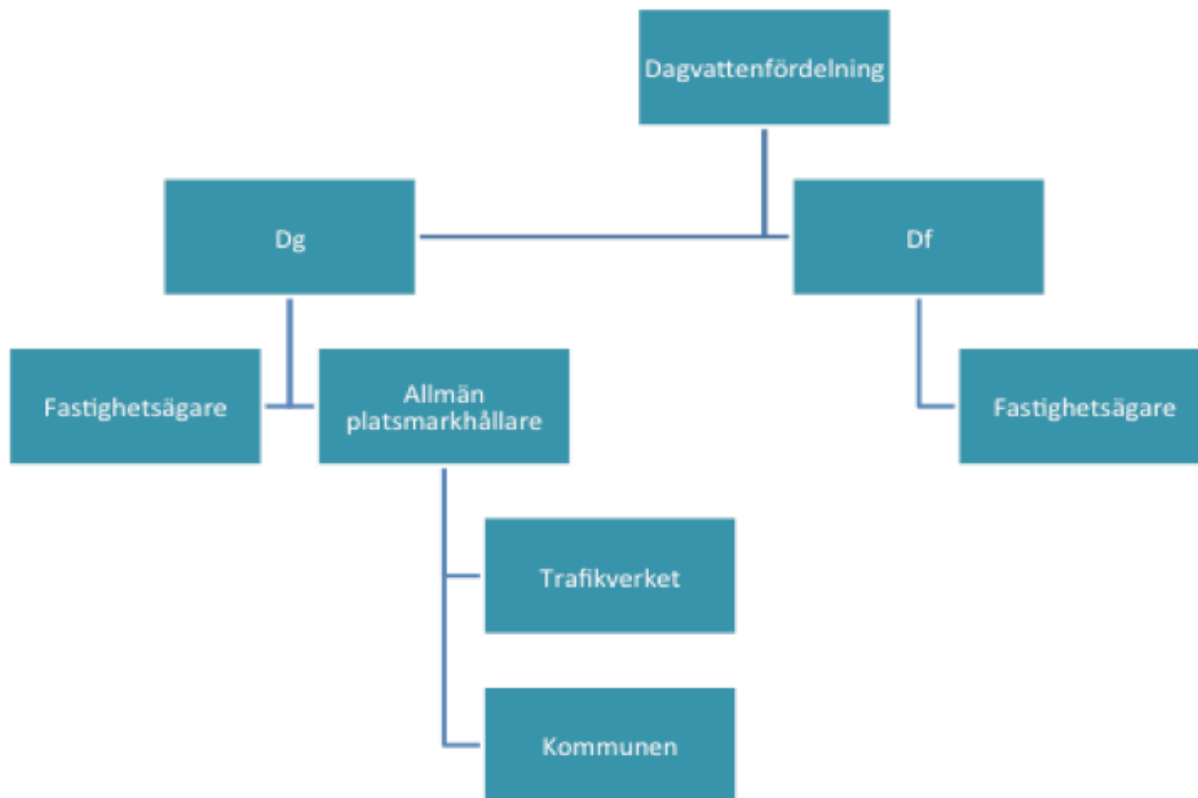 Dagvattenfördelning
Dg
Df
Fastighetsägare
Allmän
platsmarkhållare
Fastighetsägare
Trafikverket
Kommunen